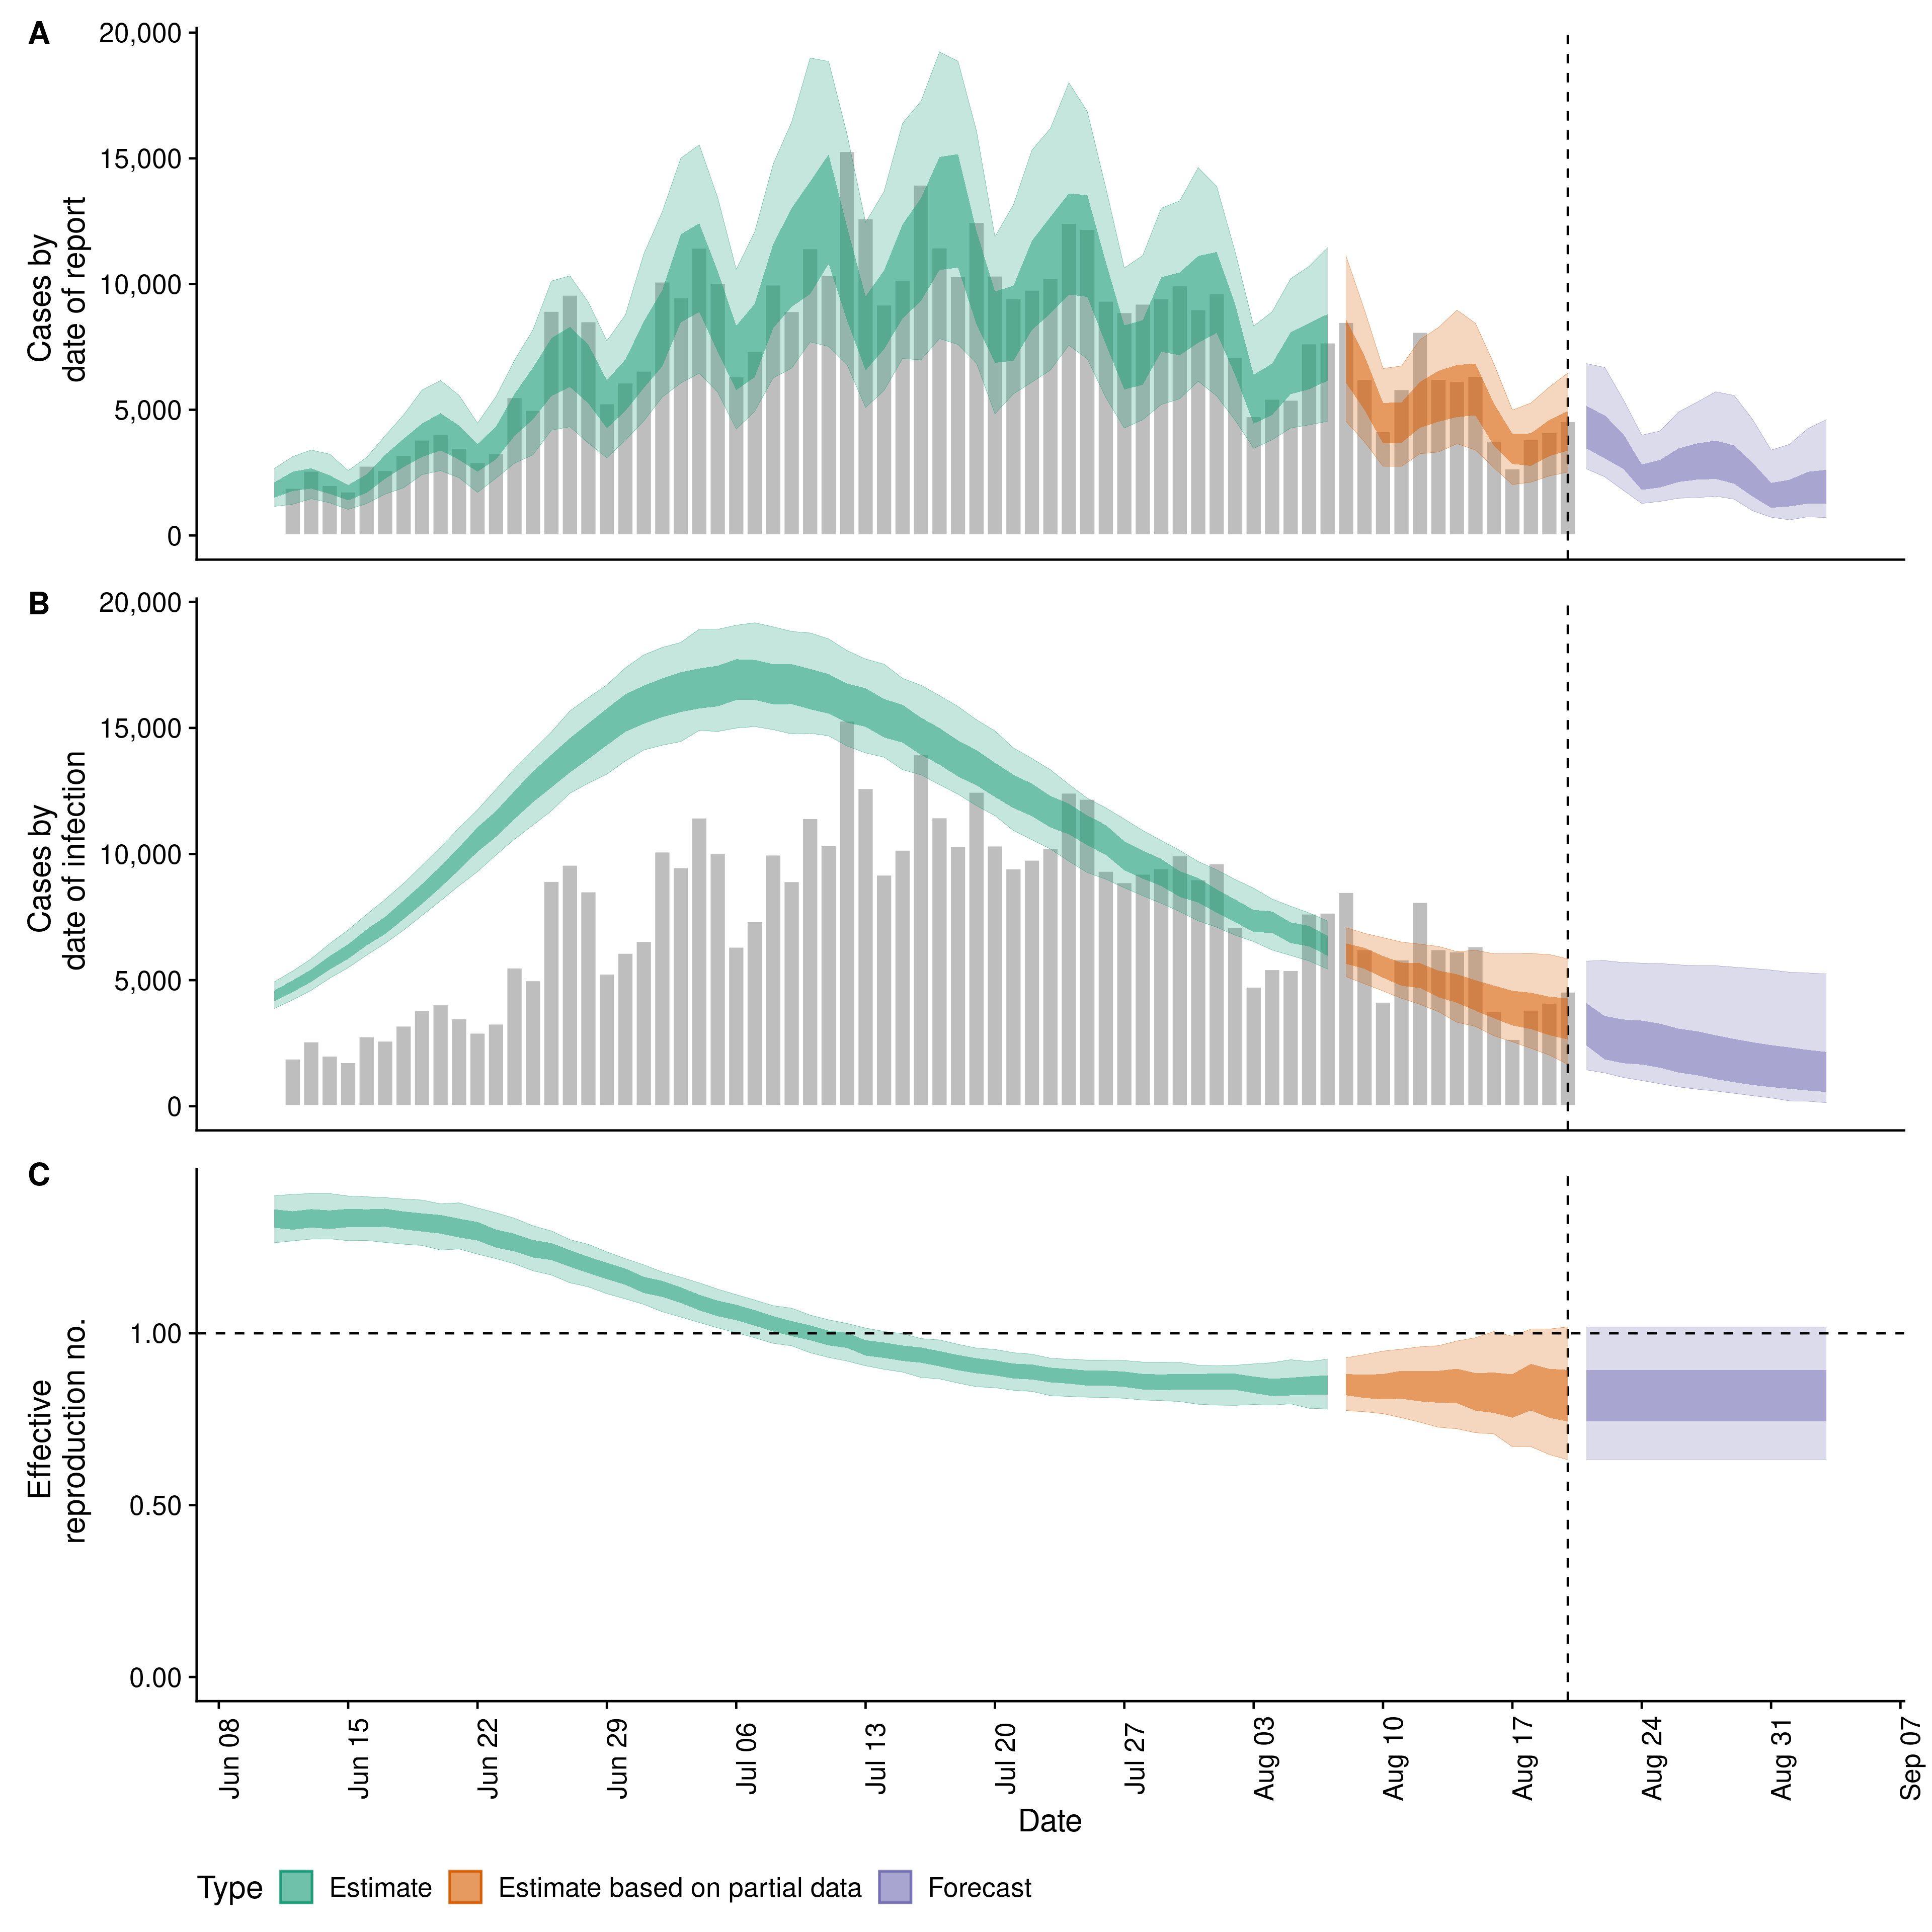 A
20,000
15,000
10,000
5,000
0
Cases by
date of report
B
20,000
15,000
10,000
5,000
0
Cases by
date of infection
C
1.00
0.50
0.00
Effective
reproduction no.
Jun 08
Jun 15
Jun 22
Jun 29
Jul 06
Jul 13
Jul 20
Jul 27
Aug 03
Aug 10
Aug 17
Aug 24
Aug 31
Sep 07
Date
Type Estimate Estimate based on partial data Forecast